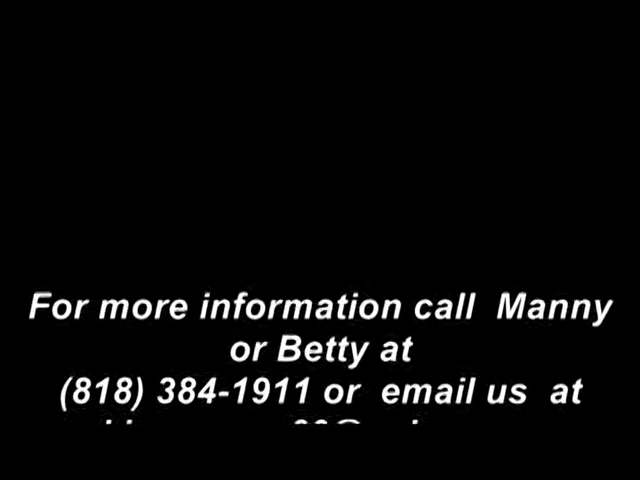 For more information call Manny
or Betty at
(818) 384-1911 or email us at